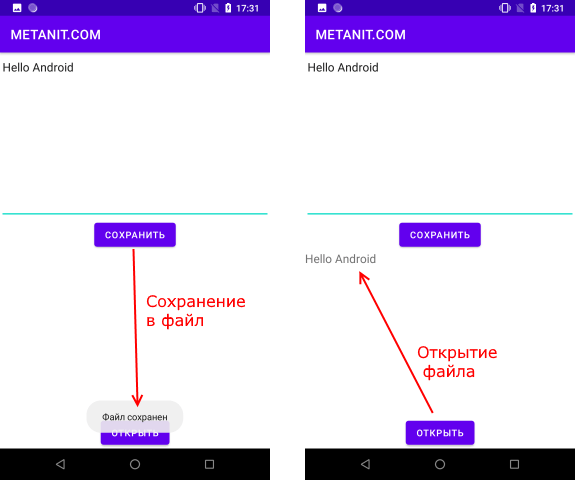 17:31
METANIT.COM
Hello Android
СОХРАНИТЬ
Сохранение
в файл
Файл сохранен
ОТКРЫТЬ
17:31
METANIT.COM
Hello Android
СОХРАНИТЬ
Hello Android
Открытие
файла
ОТКРЫТЬ